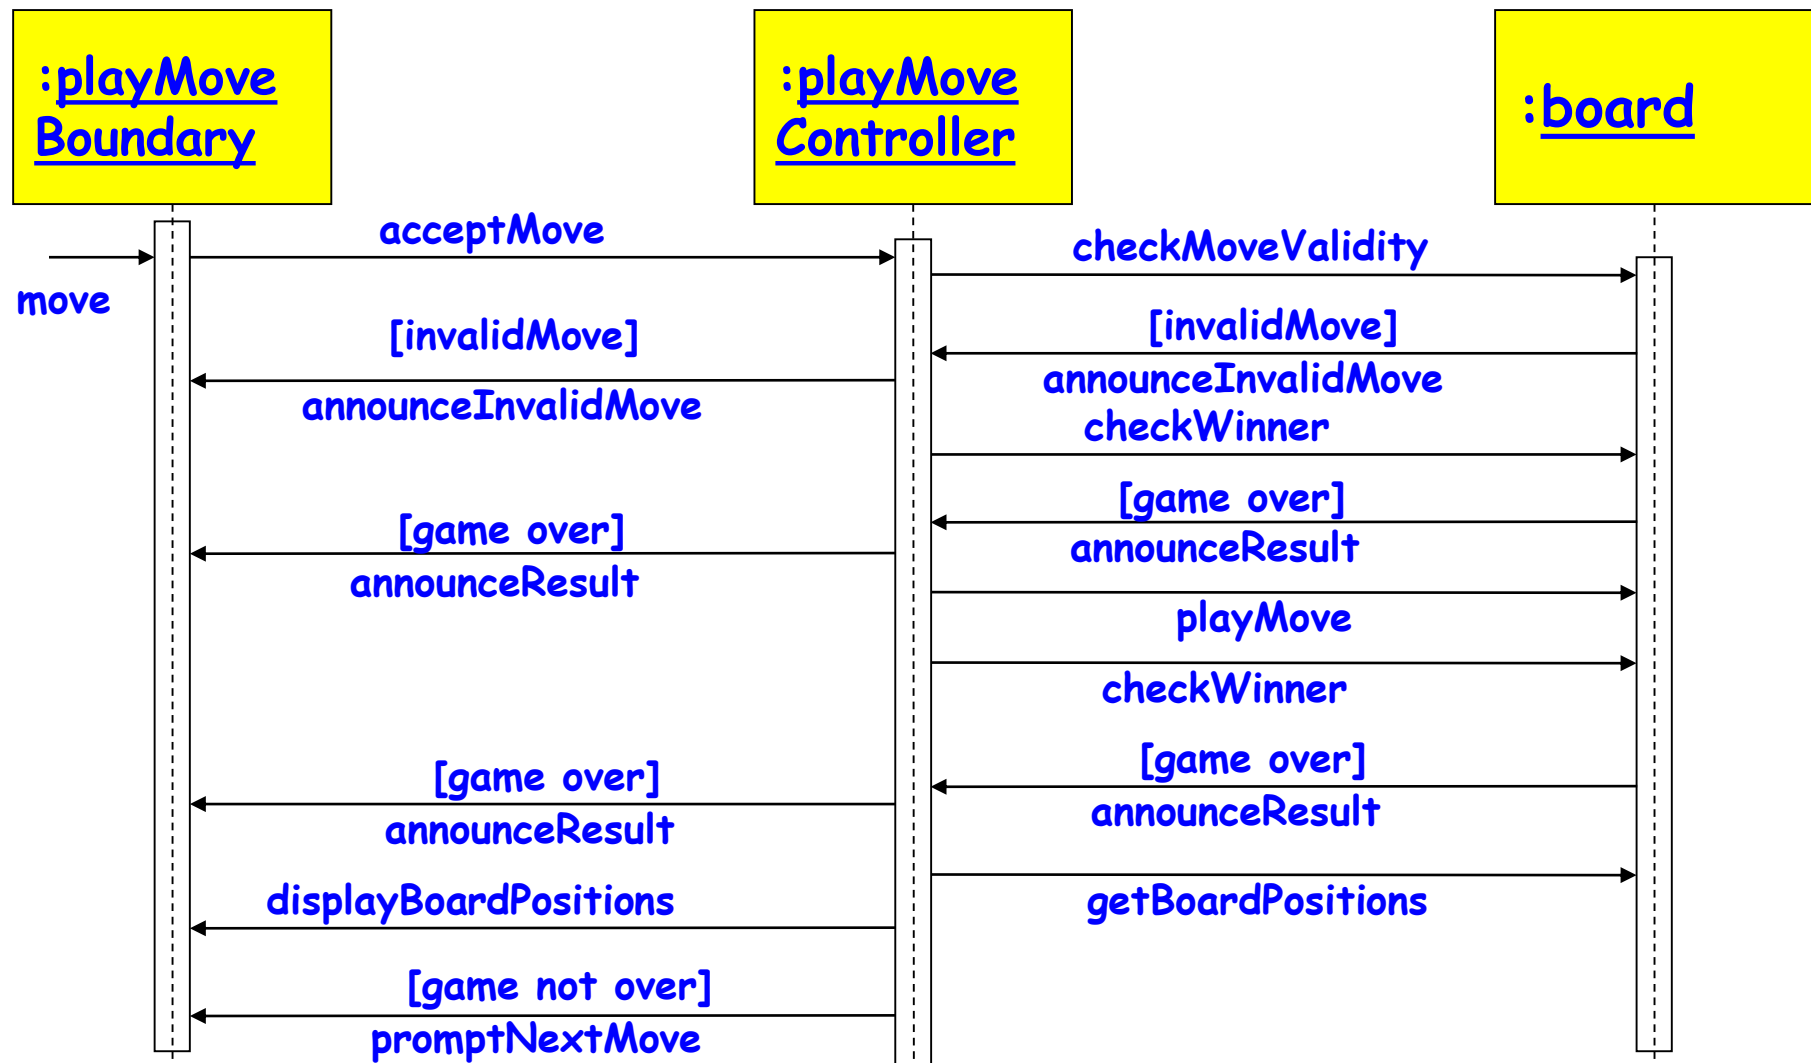 :playMove
Boundary
:playMove
Controller
:board
acceptMove
checkMoveValidity
move
[invalidMove]
announceInvalidMove
[invalidMove]
announceInvalidMove
checkWinner
[game over]
announceResult
[game over]
announceResult
playMove
checkWinner
[game over]
announceResult
[game over]
announceResult
getBoardPositions
displayBoardPositions
[game not over]
promptNextMove